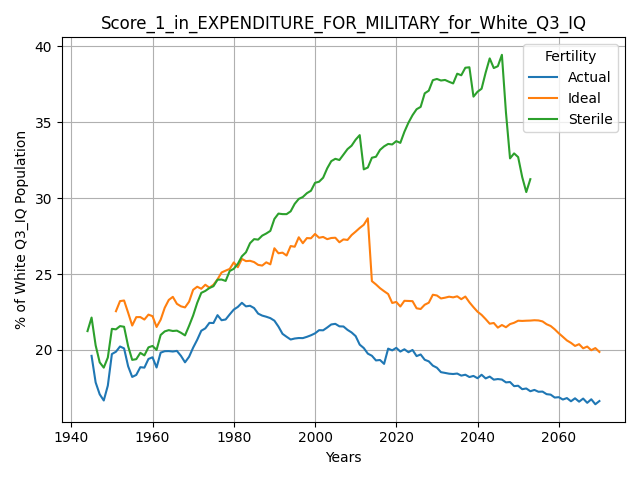 Score_1_in_EXPENDITURE_FOR_MILITARY_for_White_Q3_IQ
% of White Q3_IQ Population
40
35
30
25
20
Fertility
Actual
Ideal
Sterile
1940 1960 1980 2000 2020 2040 2060
Years